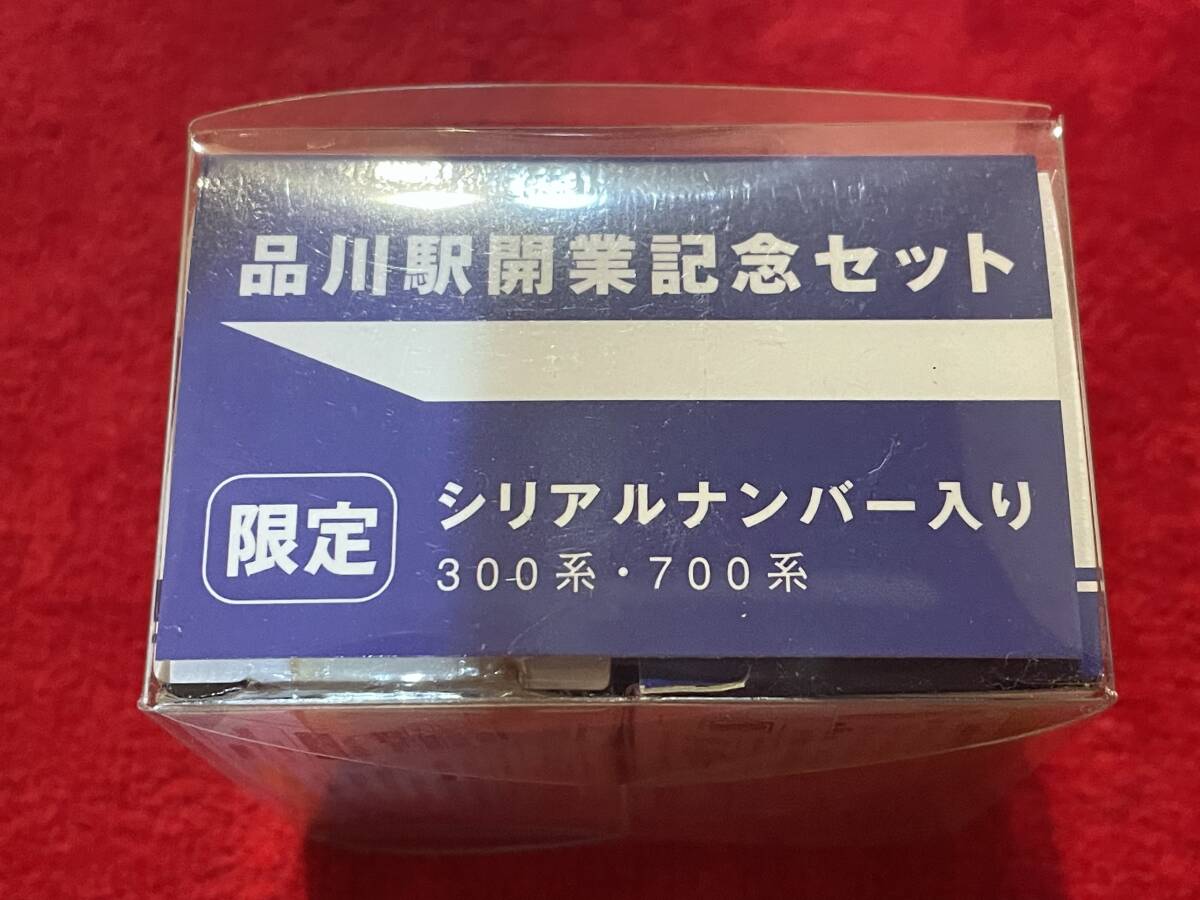 品川駅開業記念セット
限定
シリアルナンバー入り
300系・700系